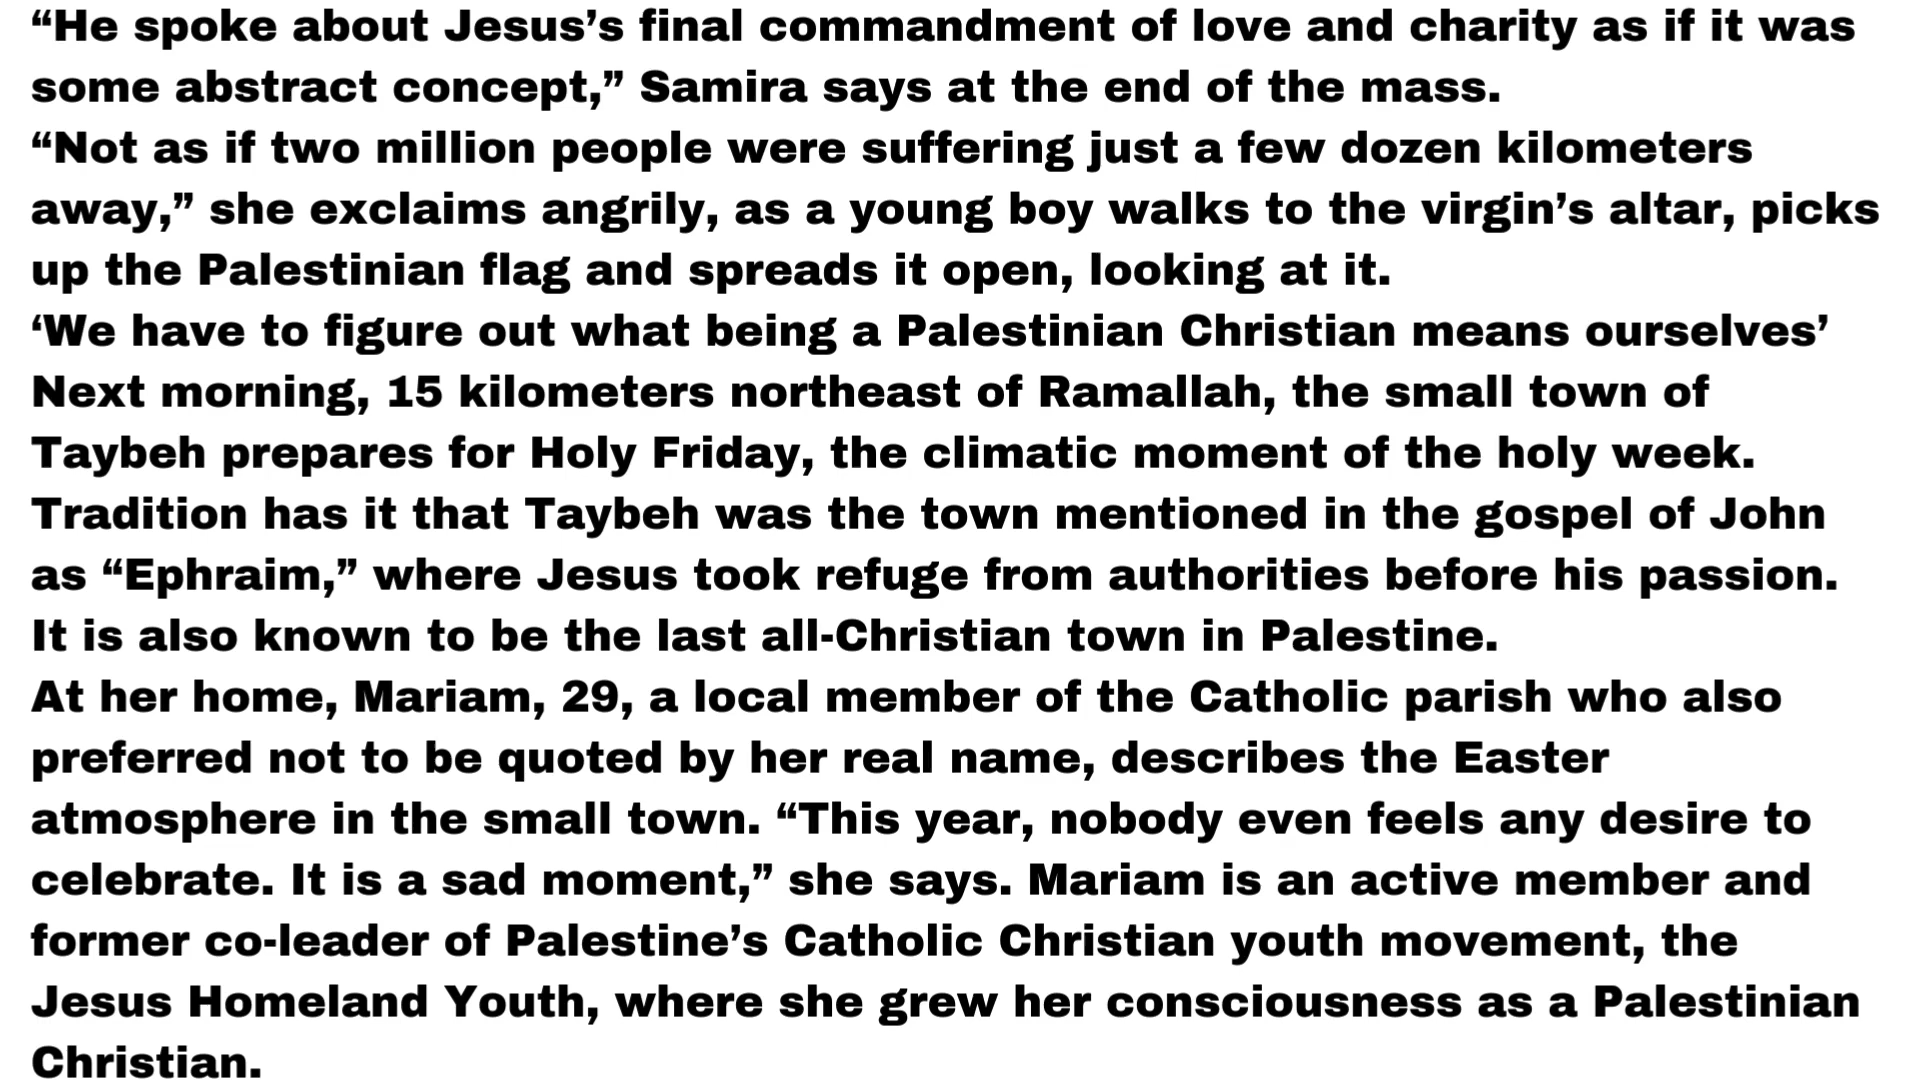 “He spoke about Jesus’s final commandment of love and charity as if it was
some abstract concept,” Samira says at the end of the mass.
“Not as if two million people were suffering just a few dozen kilometers
away,” she exclaims angrily, as a young boy walks to the virgin’s altar, picks
up the Palestinian flag and spreads it open, looking at it.
‘We have to figure out what being a Palestinian Christian means ourselves’
Next morning, 15 kilometers northeast of Ramallah, the small town of
Taybeh prepares for Holy Friday, the climatic moment of the holy week.
Tradition has it that Taybeh was the town mentioned in the gospel of John
as “Ephraim,” where Jesus took refuge from authorities before his passion.
It is also known to be the last all-Christian town in Palestine.
At her home, Mariam, 29, a local member of the Catholic parish who also
preferred not to be quoted by her real name, describes the Easter
atmosphere in the small town. “This year, nobody even feels any desire to
celebrate. It is a sad moment,” she says. Mariam is an active member and
former co-leader of Palestine’s Catholic Christian youth movement, the
Jesus Homeland Youth, where she grew her consciousness as a Palestinian
Christian.